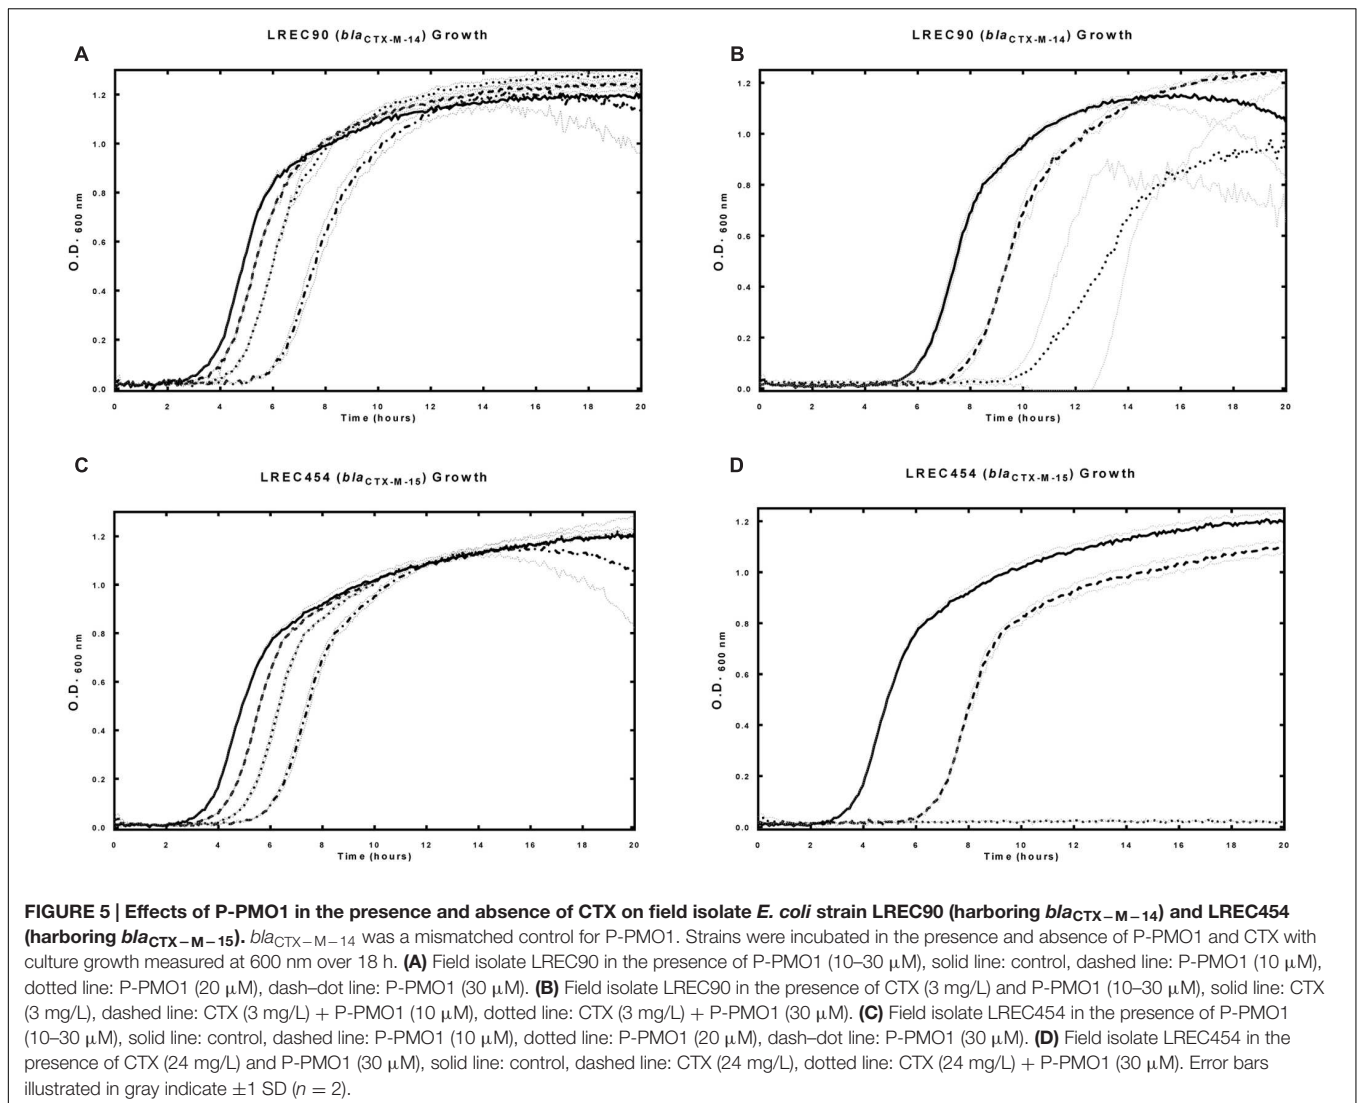 A
LREC90 (blaCTX-M-14) Growth
O.D. 600 nm
1.2
1.0
0.8
0.6
0.4
0.2
0.0
0 2 4 6 8 10 12 14 16 18 20
Time (hours)
B
LREC90 (blaCTX-M-14) Growth
O.D. 600 nm
1.2
1.0
0.8
0.6
0.4
0.2
0.0
0 2 4 6 8 10 12 14 16 18 20
Time (hours)
C
LREC454 (blaCTX-M-15) Growth
O.D. 600 nm
1.2
1.0
0.8
0.6
0.4
0.2
0.0
0 2 4 6 8 10 12 14 16 18 20
Time (hours)
D
LREC454 (blaCTX-M-15) Growth
O.D. 600 nm
1.2
1.0
0.8
0.6
0.4
0.2
0.0
0 2 4 6 8 10 12 14 16 18 20
Time (hours)
FIGURE 5 | Effects of P-PMO1 in the presence and absence of CTX on field isolate E. coli strain LREC90 (harboring blaCTX−M−14) and LREC454
(harboring blaCTX−M−15). blaCTX−M−14 was a mismatched control for P-PMO1. Strains were incubated in the presence and absence of P-PMO1 and CTX with
culture growth measured at 600 nm over 18 h. (A) Field isolate LREC90 in the presence of P-PMO1 (10–30 μM), solid line: control, dashed line: P-PMO1 (10 μM),
dotted line: P-PMO1 (20 μM), dash–dot line: P-PMO1 (30 μM). (B) Field isolate LREC90 in the presence of CTX (3 mg/L) and P-PMO1 (10–30 μM), solid line: CTX
(3 mg/L), dashed line: CTX (3 mg/L) + P-PMO1 (10 μM), dotted line: CTX (3 mg/L) + P-PMO1 (30 μM). (C) Field isolate LREC454 in the presence of P-PMO1
(10–30 μM), solid line: control, dashed line: P-PMO1 (10 μM), dotted line: P-PMO1 (20 μM), dash–dot line: P-PMO1 (30 μM). (D) Field isolate LREC454 in the
presence of CTX (24 mg/L) and P-PMO1 (30 μM), solid line: control, dashed line: CTX (24 mg/L), dotted line: CTX (24 mg/L) + P-PMO1 (30 μM). Error bars
illustrated in gray indicate ±1 SD (n = 2).